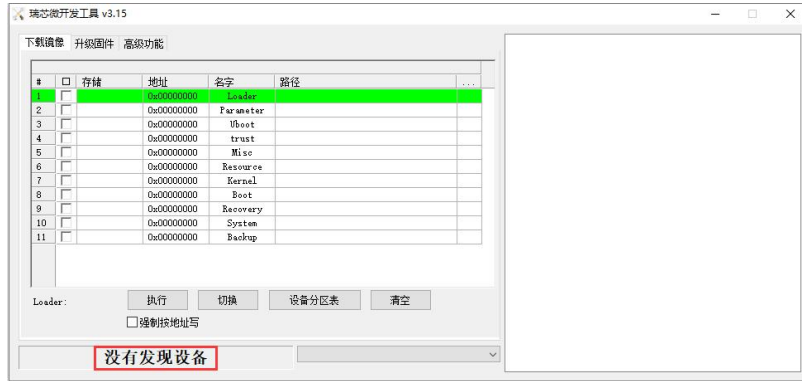 瑞芯微开发工具 v3.15
下载镜像 升级固件 高级功能
# 存储 地址 名字 路径 ...
1 0x00000000 Loader
2 0x00000000 Parameter
3 0x00000000 Uboot
4 0x00000000 trust
5 0x00000000 Misc
6 0x00000000 Resource
7 0x00000000 Kernel
8 0x00000000 Boot
9 0x00000000 Recovery
10 0x00000000 System
11 0x00000000 Backup
Loader: 执行 切换 设备分区表 清空
强制按地址写
没有发现设备